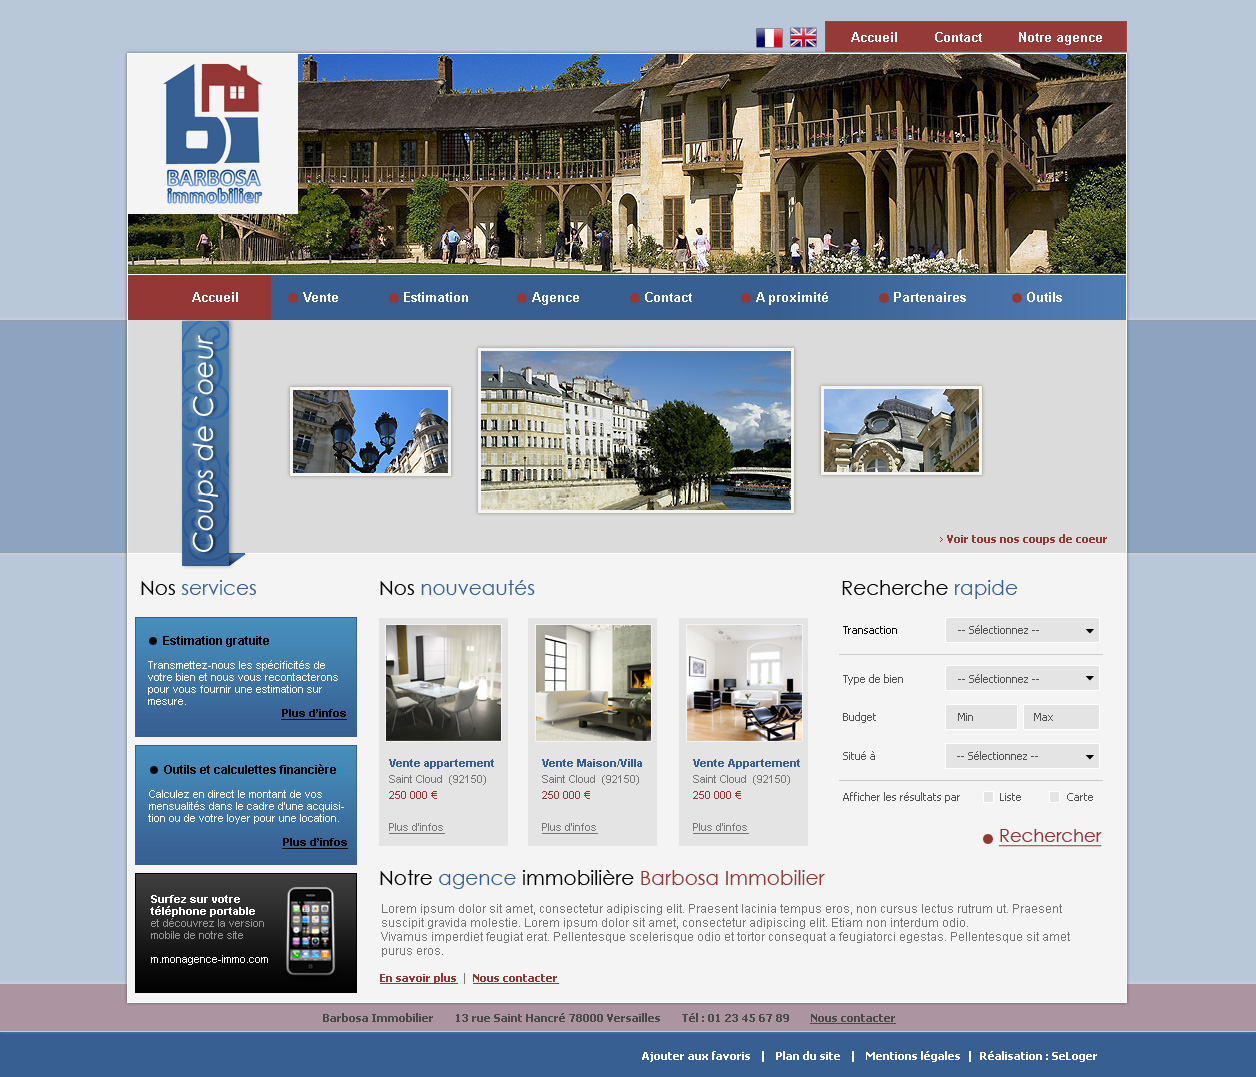 Accueil Contact Notre agence
BARBOSA
immobilier
Accueil Vente Estimation Agence Contact A proximité Partenaires Outils
Coups de Coeur
› Voir tous nos coups de coeur
Nos services
Estimation gratuite
Transmettez-nous les spécificités de
votre bien et nous vous recontacterons
pour vous fournir une estimation sur
mesure.
Plus d'infos
Outils et calculettes financière
Calculez en direct le montant de vos
mensualités dans le cadre d'une acquisi-
tion ou de votre loyer pour une location.
Plus d'infos
Surfez sur votre
téléphone portable
et découvrez la version
mobile de notre site
m.monagence-immo.com
Nos nouveautés
Vente appartement
Saint Cloud (92150)
250 000 €
Plus d'infos
Vente Maison/Villa
Saint Cloud (92150)
250 000 €
Plus d'infos
Vente Appartement
Saint Cloud (92150)
250 000 €
Plus d'infos
Recherche rapide
Transaction -- Sélectionnez --
Type de bien -- Sélectionnez --
Budget Min Max
Situé à -- Sélectionnez --
Afficher les résultats par Liste Carte
Rechercher
Notre agence immobilière Barbosa Immobilier
Lorem ipsum dolor sit amet, consectetur adipiscing elit. Praesent lacinia tempus eros, non cursus lectus rutrum ut. Praesent
suscipit gravida molestie. Lorem ipsum dolor sit amet, consectetur adipiscing elit. Etiam non interdum odio.
Vivamus imperdiet feugiat erat. Pellentesque scelerisque odio et tortor consequat a feugiatorci egestas. Pellentesque sit amet
purus eros.
En savoir plus | Nous contacter
Barbosa Immobilier 13 rue Saint Hancré 78000 Versailles Tél : 01 23 45 67 89 Nous contacter
Ajouter aux favoris | Plan du site | Mentions légales | Réalisation : SeLoger